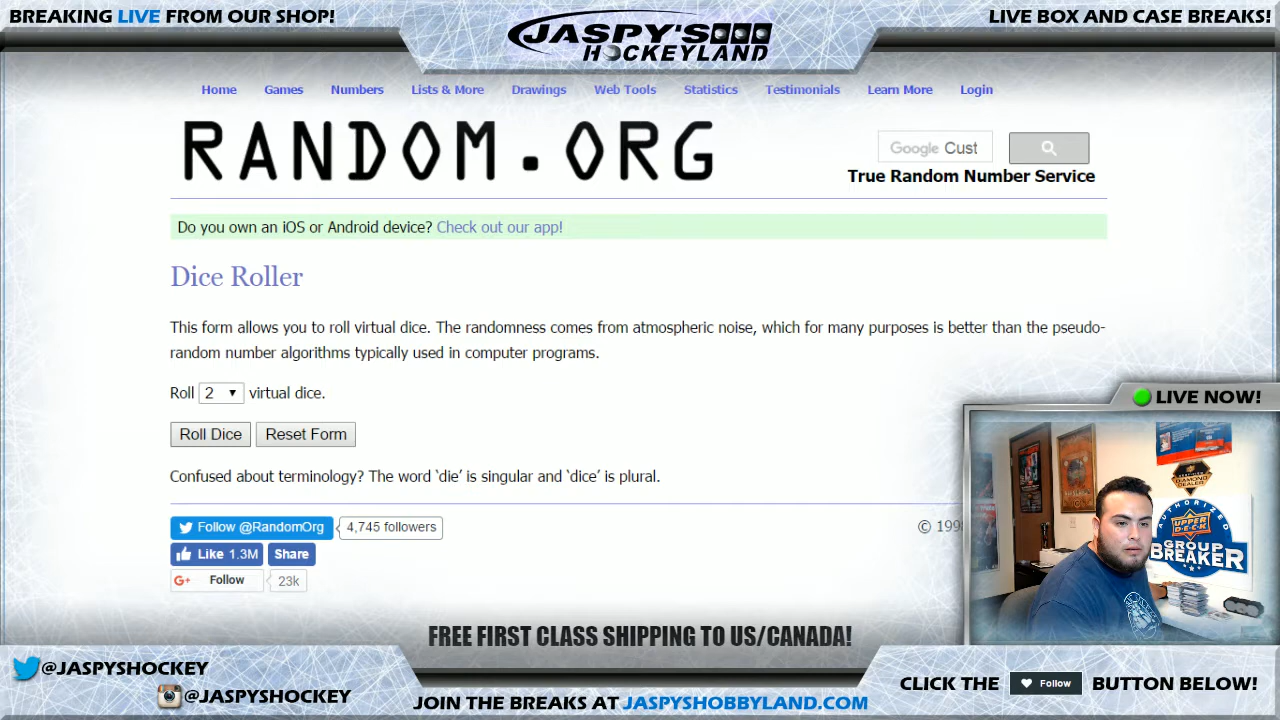 BREAKING LIVE FROM OUR SHOP!
JASPY'S
HOCKEYLAND
LIVE BOX AND CASE BREAKS!
Home Games Numbers Lists & More Drawings Web Tools Statistics Testimonials Learn More Login
RANDOM.ORG
Google Cust
True Random Number Service
Do you own an iOS or Android device? Check out our app!
Dice Roller
This form allows you to roll virtual dice. The randomness comes from atmospheric noise, which for many purposes is better than the pseudo-
random number algorithms typically used in computer programs.
Roll 2 virtual dice.
Roll Dice Reset Form
Confused about terminology? The word ‘die’ is singular and ‘dice’ is plural.
Follow @RandomOrg 4,745 followers
© 199
Like 1.3M Share
G+ Follow 23k
LIVE NOW!
DIAMOND
DEALER
AUTHORIZED
UPPER
DECK
GROUP
BREAKER
FREE FIRST CLASS SHIPPING TO US/CANADA!
@JASPYSHOCKEY
@JASPYSHOCKEY
JOIN THE BREAKS AT JASPYSHOBBYLAND.COM
CLICK THE Follow BUTTON BELOW!